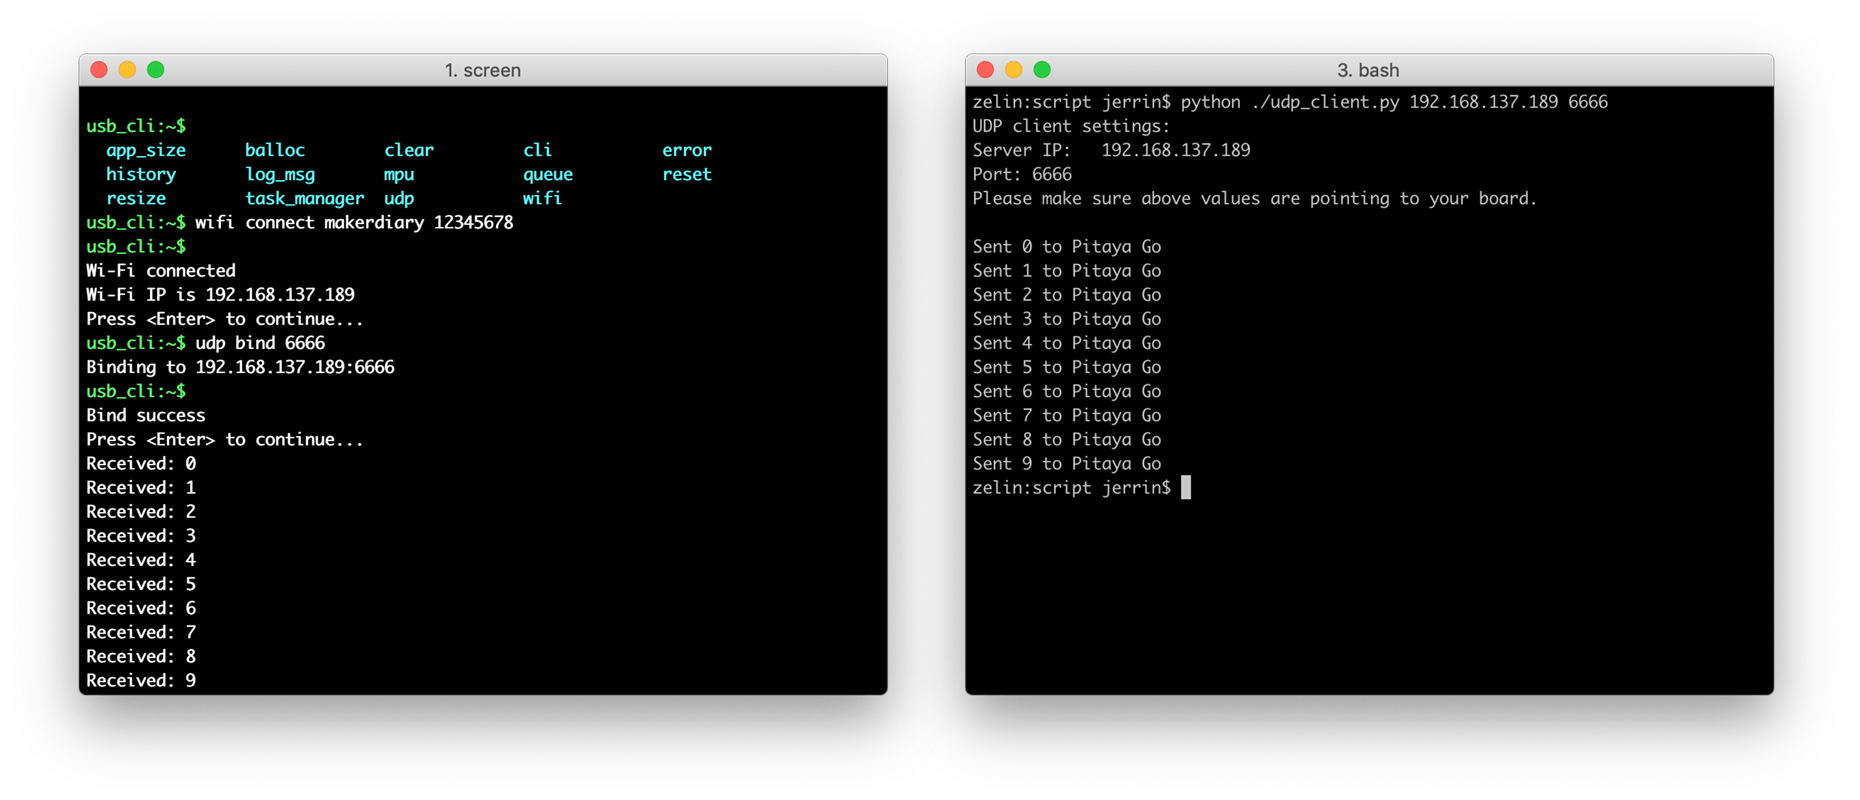 1. screen
usb_cli:~$
app_size balloc clear cli error
history log_msg mpu queue reset
resize task_manager udp wifi
usb_cli:~$ wifi connect makerdiary 12345678
usb_cli:~$
Wi-Fi connected
Wi-Fi IP is 192.168.137.189
Press <Enter> to continue...
usb_cli:~$ udp bind 6666
Binding to 192.168.137.189:6666
usb_cli:~$
Bind success
Press <Enter> to continue...
Received: 0
Received: 1
Received: 2
Received: 3
Received: 4
Received: 5
Received: 6
Received: 7
Received: 8
Received: 9
3. bash
zelin:script jerrin$ python ./udp_client.py 192.168.137.189 6666
UDP client settings:
Server IP: 192.168.137.189
Port: 6666
Please make sure above values are pointing to your board.
Sent 0 to Pitaya Go
Sent 1 to Pitaya Go
Sent 2 to Pitaya Go
Sent 3 to Pitaya Go
Sent 4 to Pitaya Go
Sent 5 to Pitaya Go
Sent 6 to Pitaya Go
Sent 7 to Pitaya Go
Sent 8 to Pitaya Go
Sent 9 to Pitaya Go
zelin:script jerrin$